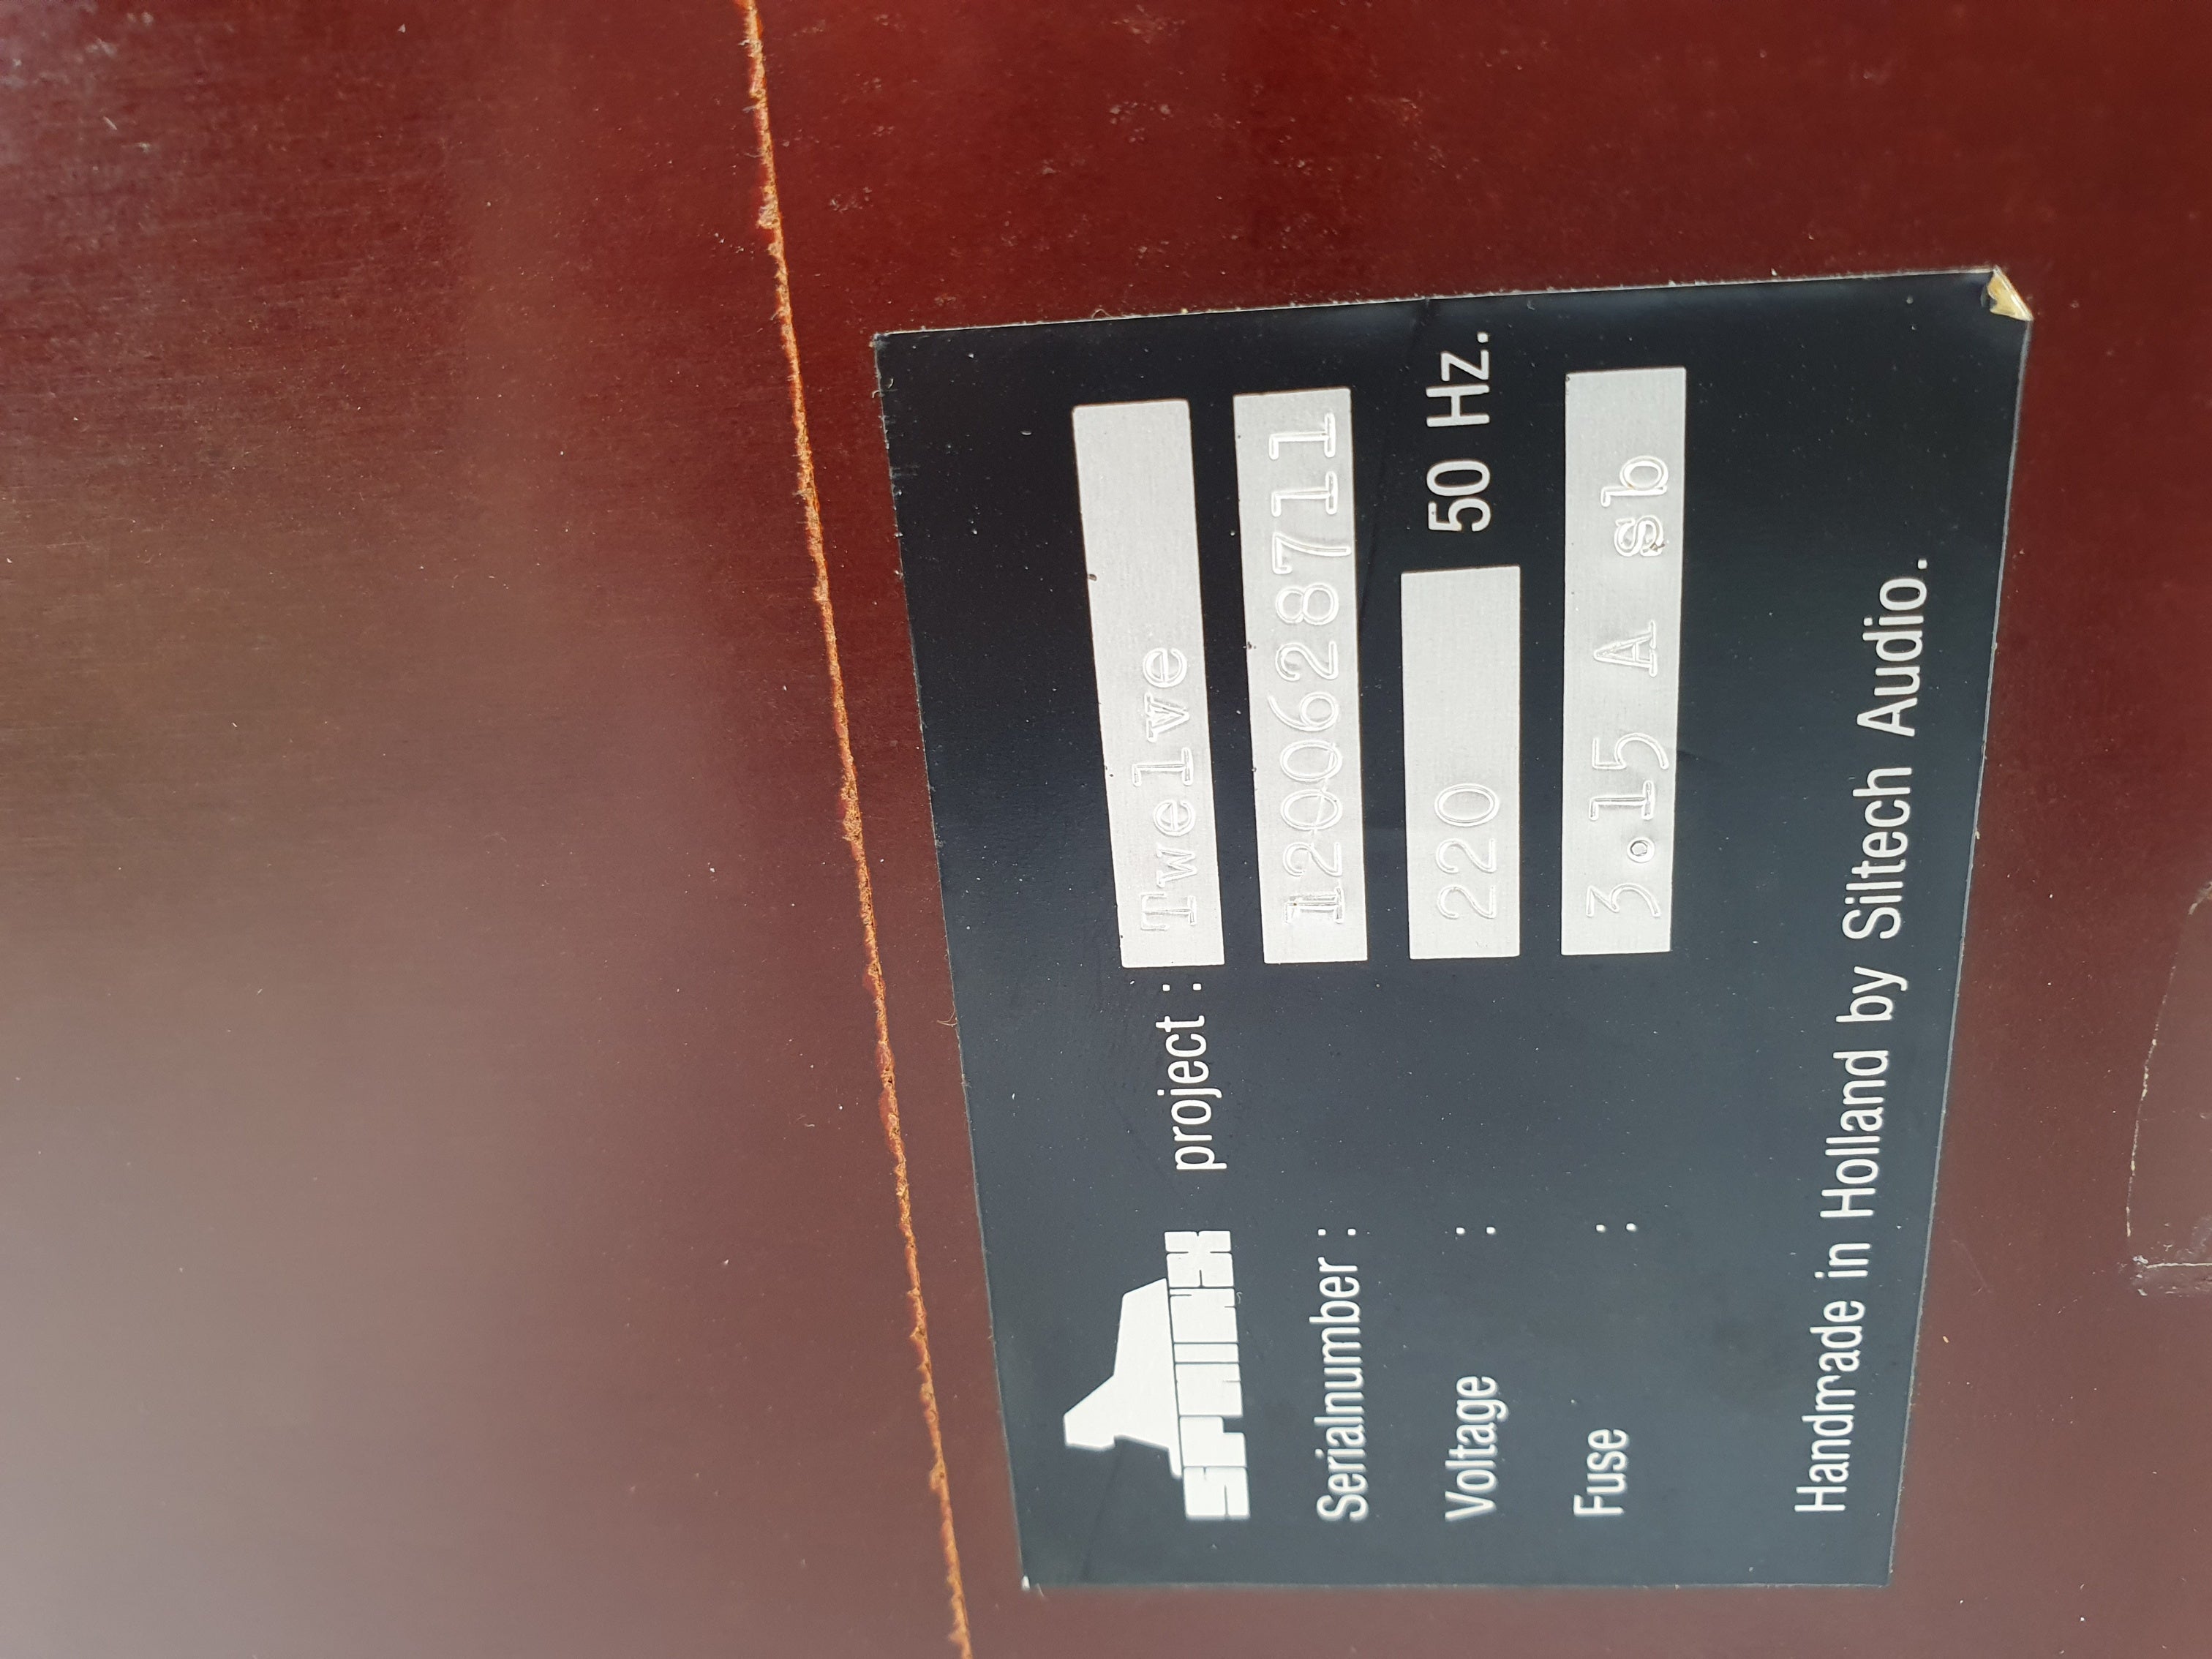 SPHINX project : Twelve
Serialnumber : 1200628711
Voltage : 220 50 Hz.
Fuse : 3.15 A sb
Handmade in Holland by Siltech Audio.